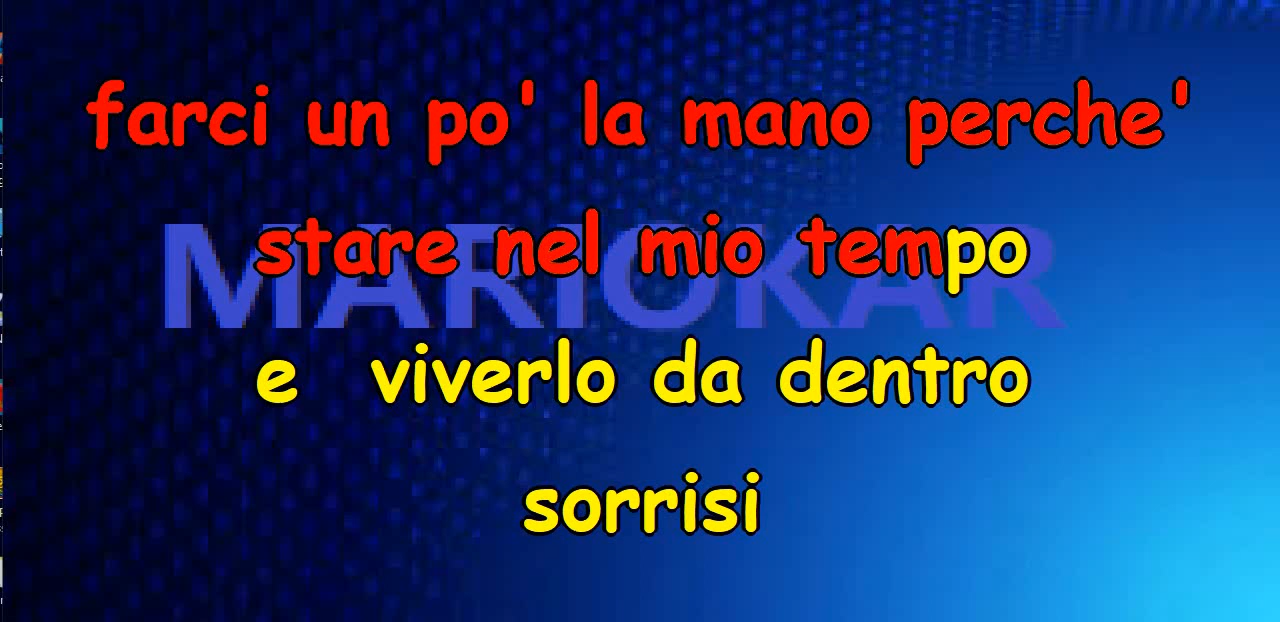 farci un po' la mano perche'
stare nel mio tempo
MARIOKAR
e viverlo da dentro
sorrisi